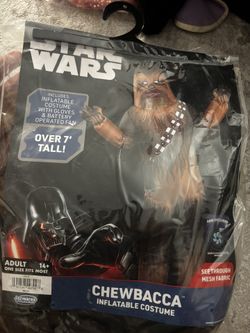 STAR
WARS
INCLUDES
INFLATABLE
COSTUME
WITH GLOVES
& BATTERY
OPERATED FAN
OVER 7'
TALL!
SEE THROUGH
MESH FABRIC
ADULT 14+
ONE SIZE FITS MOST
CHEWBACCA
INFLATABLE COSTUME